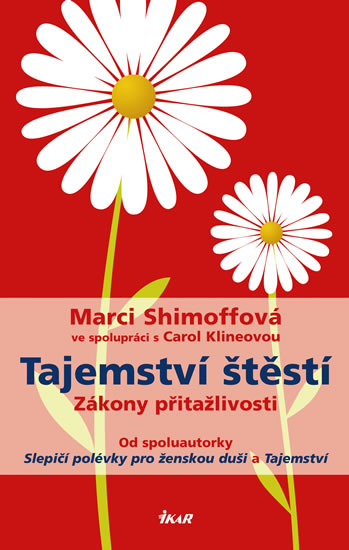 Marci Shimoffová
ve spolupráci s Carol Klineovou
Tajemství štěstí
Zákony přitažlivosti
Od spoluautorky
Slepičí polévky pro ženskou duši a Tajemství
IKAR